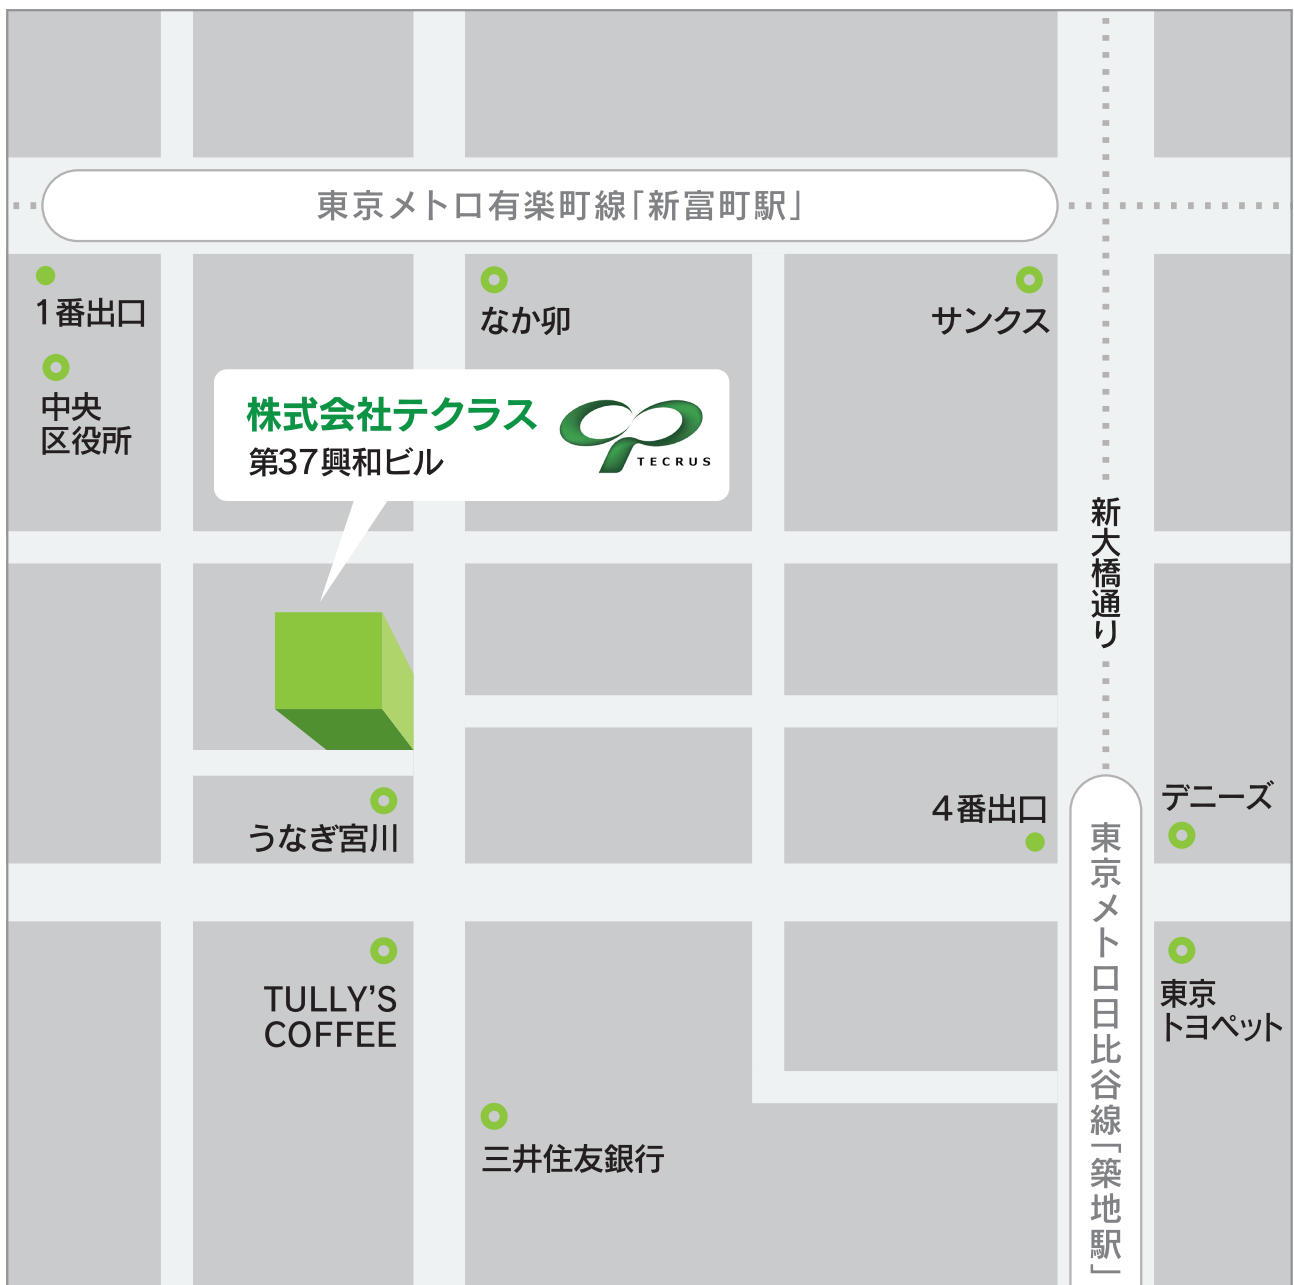 東京メトロ有楽町線｢新富町駅｣
1番出口
なか卯
サンクス
中央
区役所
株式会社テクラス
第37興和ビル
TECRUS
新大橋通り
4番出口
デニーズ
うなぎ宮川
東京メトロ日比谷線｢築地駅｣
TULLY'S
COFFEE
東京
トヨペット
三井住友銀行